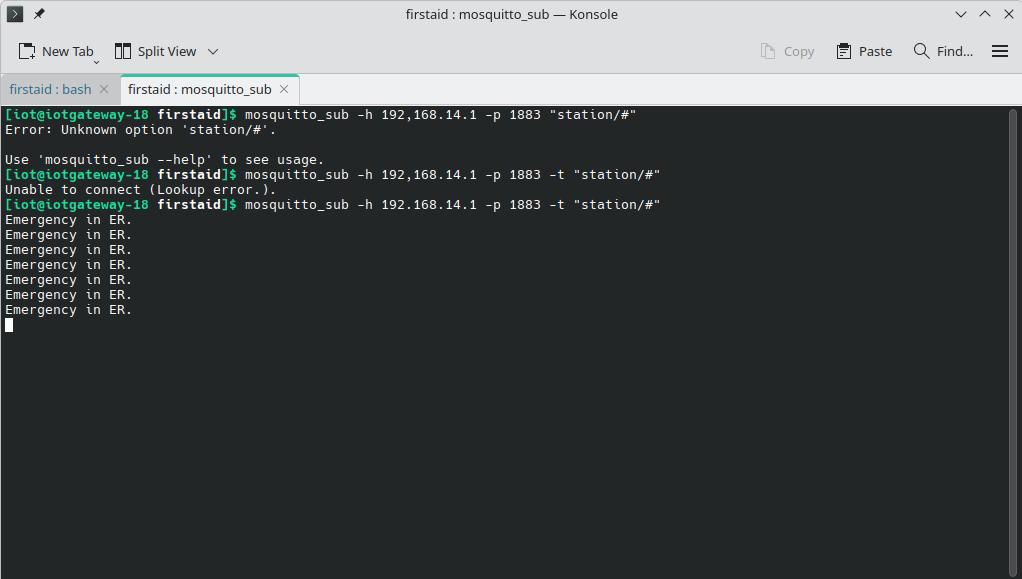 firstaid : mosquitto_sub — Konsole
New Tab Split View Copy Paste Find...
firstaid : bash firstaid : mosquitto_sub
[iot@iotgateway-18 firstaid]$ mosquitto_sub -h 192,168.14.1 -p 1883 "station/#"
Error: Unknown option 'station/#'.
Use 'mosquitto_sub --help' to see usage.
[iot@iotgateway-18 firstaid]$ mosquitto_sub -h 192,168.14.1 -p 1883 -t "station/#"
Unable to connect (Lookup error.).
[iot@iotgateway-18 firstaid]$ mosquitto_sub -h 192.168.14.1 -p 1883 -t "station/#"
Emergency in ER.
Emergency in ER.
Emergency in ER.
Emergency in ER.
Emergency in ER.
Emergency in ER.
Emergency in ER.